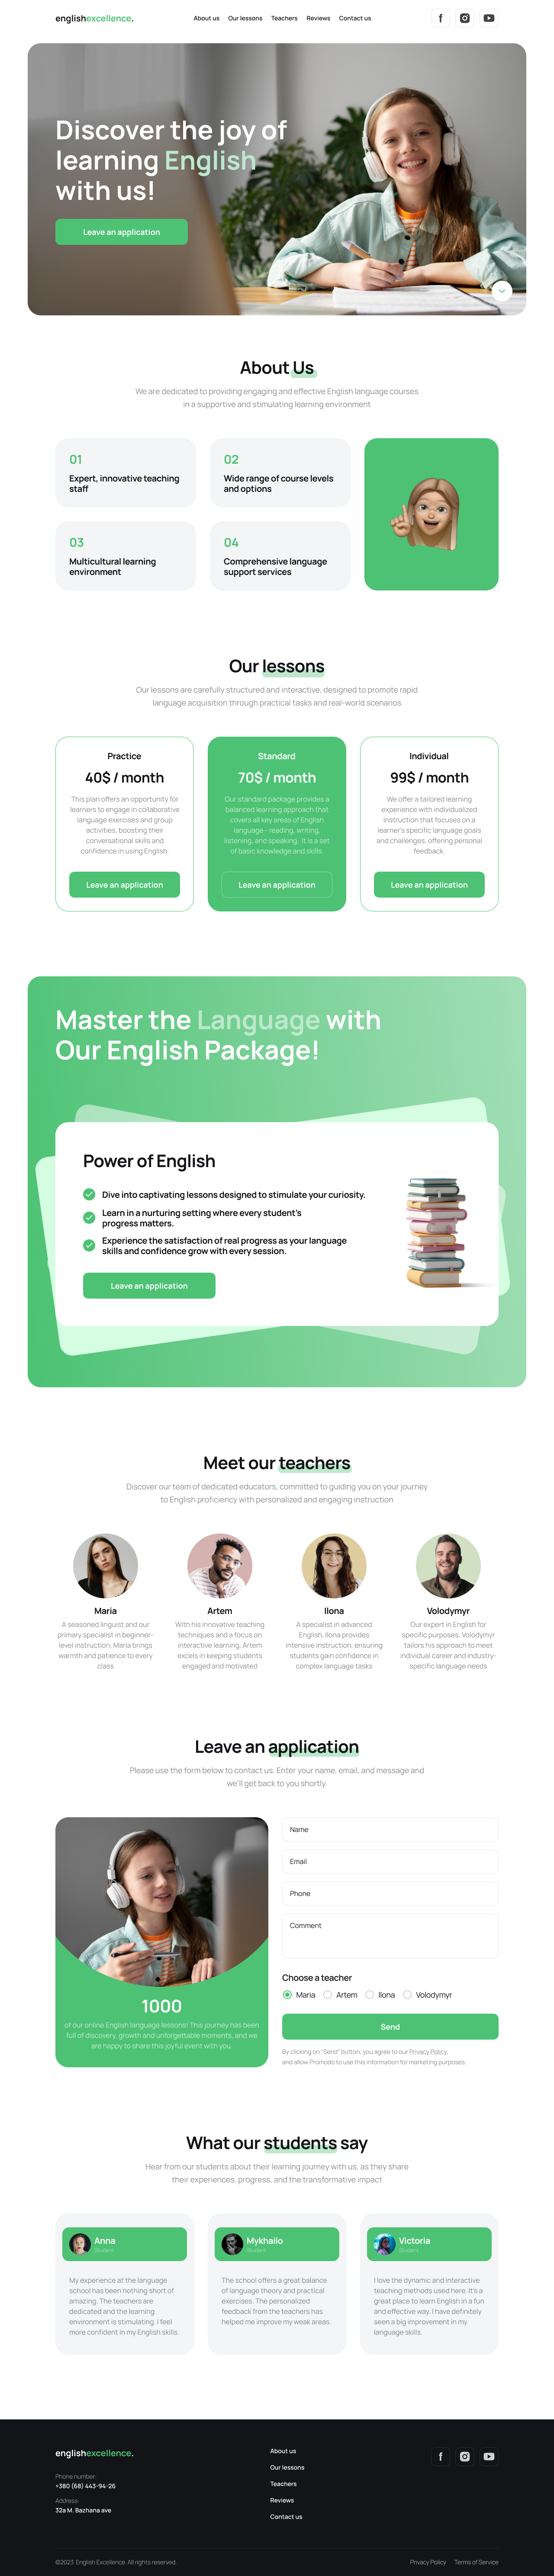 englishexcellence.
About us
Our lessons
Teachers
Reviews
Contact us
Discover the joy of
learning English
with us!
Leave an application
About Us
We are dedicated to providing engaging and effective English language courses
in a supportive and stimulating learning environment
01
Expert, innovative teaching
staff
02
Wide range of course levels
and options
03
Multicultural learning
environment
04
Comprehensive language
support services
Our lessons
Our lessons are carefully structured and interactive, designed to promote rapid
language acquisition through practical tasks and real-world scenarios
Practice
40$ / month
This plan offers an opportunity for
learners to engage in collaborative
language exercises and group
activities, boosting their
conversational skills and
confidence in using English.
Leave an application
Standard
70$ / month
Our standard package provides a
balanced learning approach that
covers all key areas of English
language - reading, writing,
listening, and speaking. It is a set
of basic knowledge and skills.
Leave an application
Individual
99$ / month
We offer a tailored learning
experience with individualized
instruction that focuses on a
learner's specific language goals
and challenges, offering personal
feedback.
Leave an application
Master the Language with
Our English Package!
Power of English
Dive into captivating lessons designed to stimulate your curiosity.
Learn in a nurturing setting where every student's
progress matters.
Experience the satisfaction of real progress as your language
skills and confidence grow with every session.
Leave an application
Meet our teachers
Discover our team of dedicated educators, committed to guiding you on your journey
to English proficiency with personalized and engaging instruction
Maria
A seasoned linguist and our
primary specialist in beginner-
level instruction, Maria brings
warmth and patience to every
class
Artem
With his innovative teaching
techniques and a focus on
interactive learning, Artem
excels in keeping students
engaged and motivated
Ilona
A specialist in advanced
English, Ilona provides
intensive instruction, ensuring
students gain confidence in
complex language tasks
Volodymyr
Our expert in English for
specific purposes, Volodymyr
tailors his approach to meet
individual career and industry-
specific language needs
Leave an application
Please use the form below to contact us. Enter your name, email, and message and
we'll get back to you shortly.
1000
of our online English language lessons! This journey has been
full of discovery, growth and unforgettable moments, and we
are happy to share this joyful event with you.
Name
Email
Phone
Comment
Choose a teacher
Maria
Artem
Ilona
Volodymyr
Send
By clicking on "Send" button, you agree to our Privacy Policy,
and allow Promodo to use this information for marketing purposes.
What our students say
Hear from our students about their learning journey with us, as they share
their experiences, progress, and the transformative impact
Anna
Student
My experience at the language
school has been nothing short of
amazing. The teachers are
dedicated and the learning
environment is stimulating. I feel
more confident in my English skills.
Mykhailo
Student
The school offers a great balance
of language theory and practical
exercises. The personalized
feedback from the teachers has
helped me improve my weak areas.
Victoria
Student
I love the dynamic and interactive
teaching methods used here. It's a
great place to learn English in a fun
and effective way. I have definitely
seen a big improvement in my
language skills.
englishexcellence.
Phone number:
+380 (68) 443-94-26
Address:
32a M. Bazhana ave
About us
Our lessons
Teachers
Reviews
Contact us
©2023 English Excellence. All rights reserved.
Privacy Policy
Terms of Service